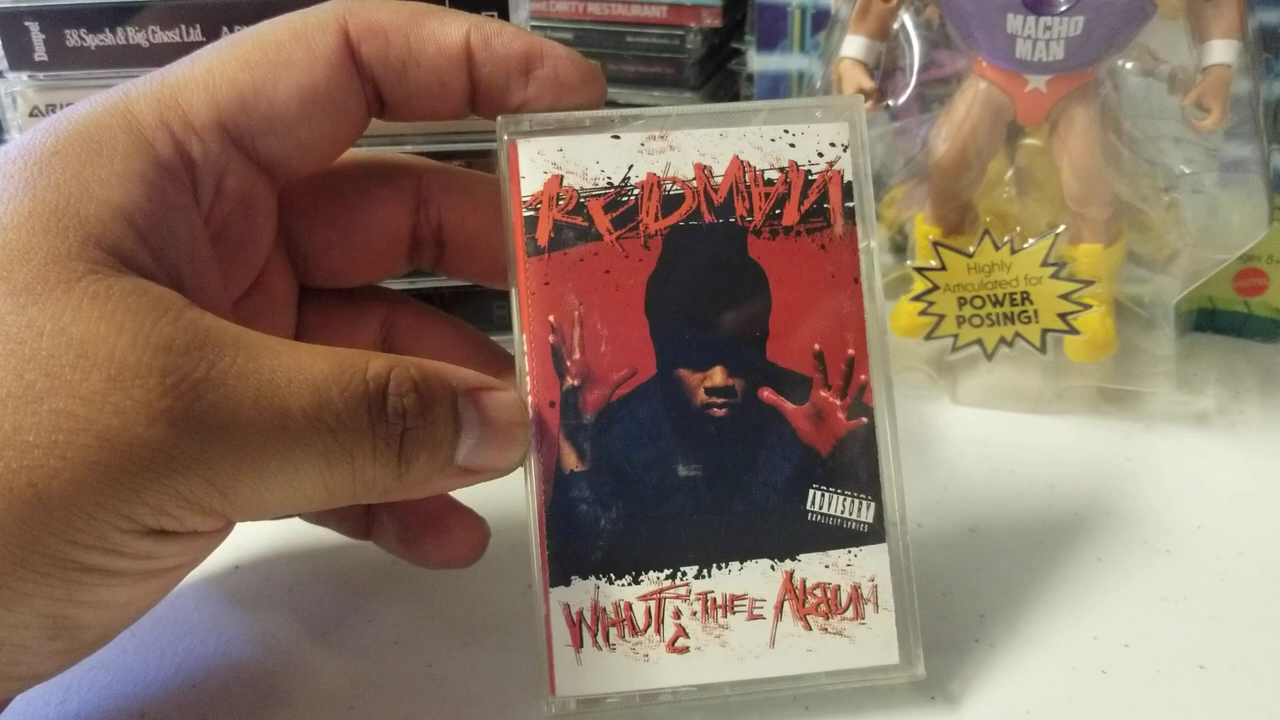 Dumpot
38 Spesh & Big Ghost Ltd.
DIRTY RESTAURANT
MACHO
MAN
REDMAN
Highly
Articulated for
POWER
POSING!
PARENTAL
ADVISORY
EXPLICIT LYRICS
WHUT¿ THEE ALBUM